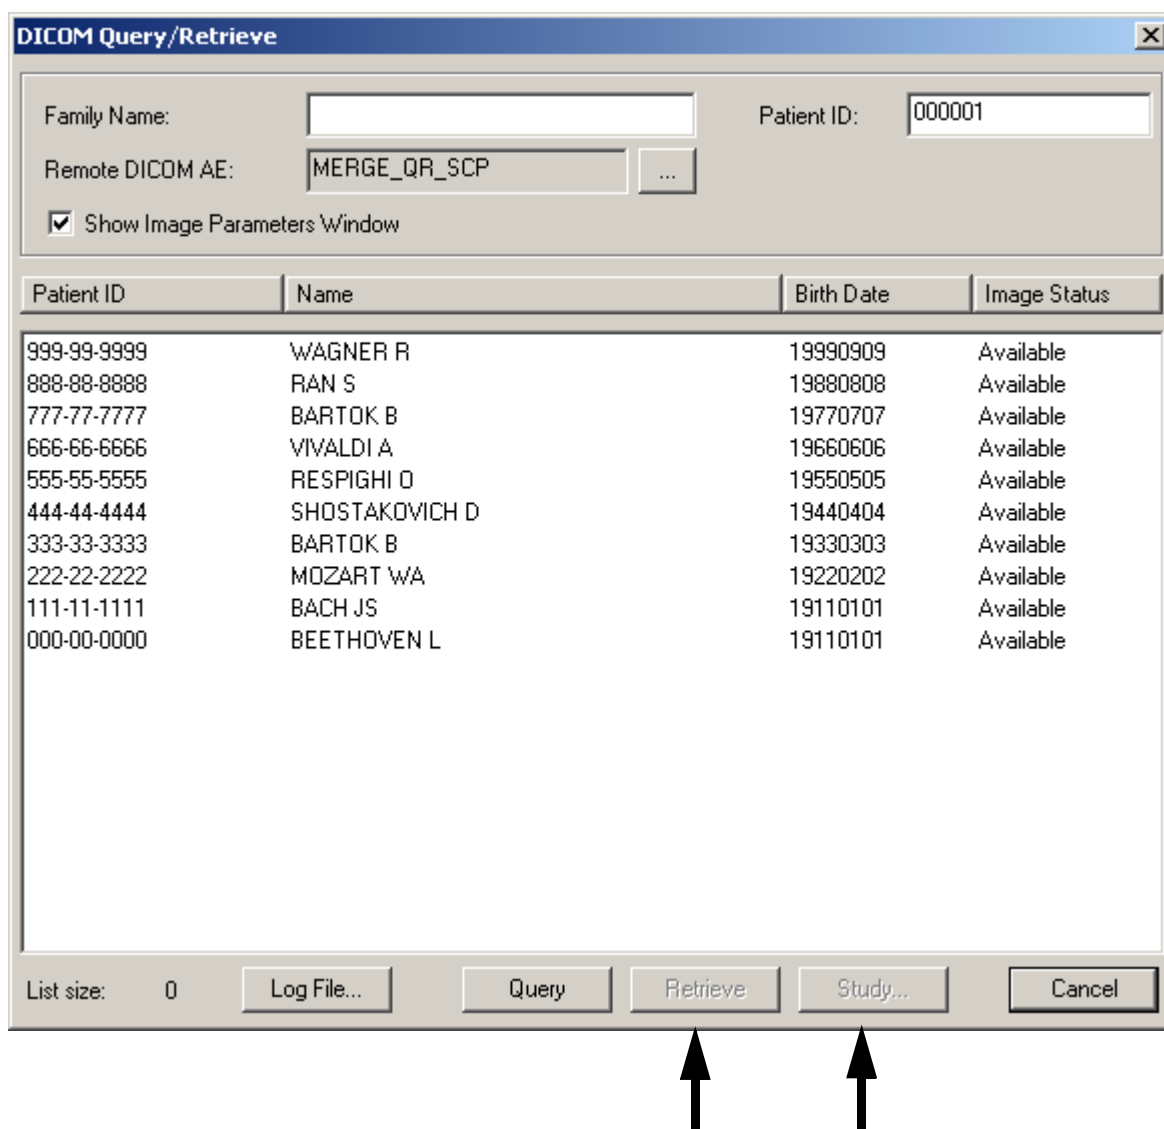 DICOM Query/Retrieve
Family Name: Patient ID: 000001
Remote DICOM AE: MERGE_QR_SCP ...
Show Image Parameters Window
Patient ID Name Birth Date Image Status
999-99-9999 WAGNER R 19990909 Available
888-88-8888 RAN S 19880808 Available
777-77-7777 BARTOK B 19770707 Available
666-66-6666 VIVALDI A 19660606 Available
555-55-5555 RESPIGHI O 19550505 Available
444-44-4444 SHOSTAKOVICH D 19440404 Available
333-33-3333 BARTOK B 19330303 Available
222-22-2222 MOZART WA 19220202 Available
111-11-1111 BACH JS 19110101 Available
000-00-0000 BEETHOVEN L 19110101 Available
List size: 0 Log File... Query Retrieve Study... Cancel